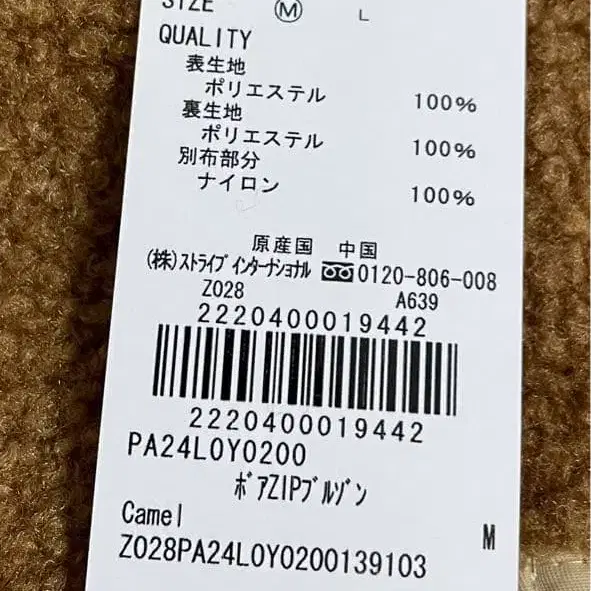 SIZE Ⓜ L
QUALITY
表生地
ポリエステル 100%
裏生地
ポリエステル 100%
別布部分
ナイロン 100%
原産国 中国
(株)ストライプインターナショナル 0120-806-008
Z028 A639
2220400019442
2220400019442
PA24L0Y0200
ボアZIPブルゾン
Camel M
Z028PA24L0Y0200139103